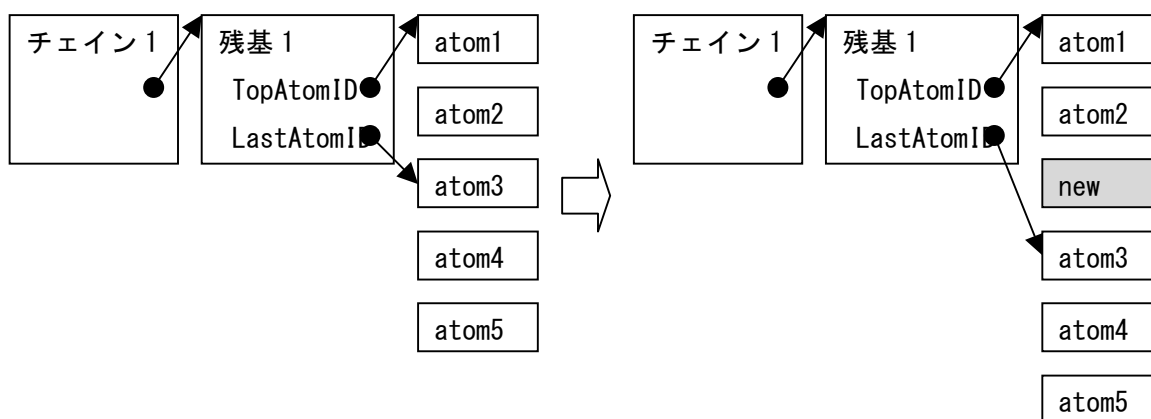 チェイン1
残基1
TopAtomID
LastAtomID
atom1
atom2
atom3
atom4
atom5
チェイン1
残基1
TopAtomID
LastAtomID
atom1
atom2
new
atom3
atom4
atom5